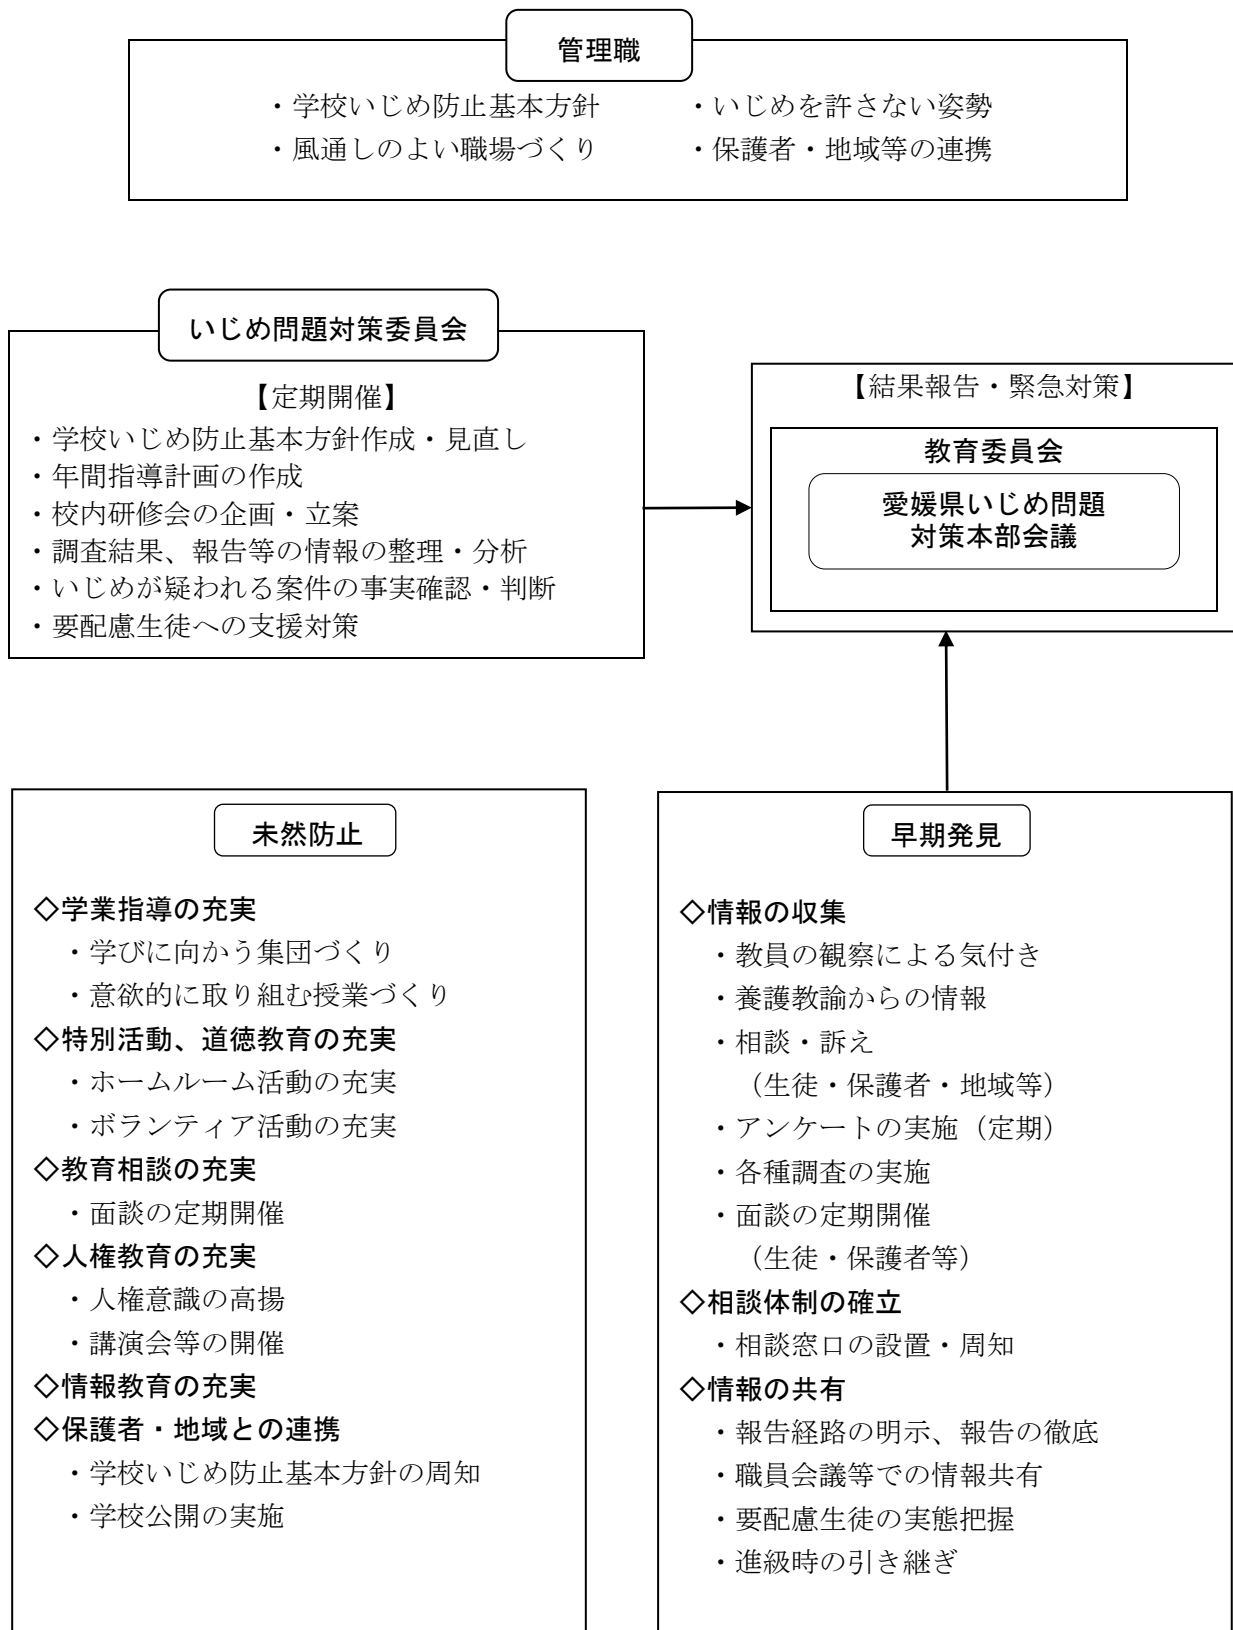 管理職
・学校いじめ防止基本方針　　・いじめを許さない姿勢
・風通しのよい職場づくり　　・保護者・地域等の連携
いじめ問題対策委員会
【定期開催】
・学校いじめ防止基本方針作成・見直し
・年間指導計画の作成
・校内研修会の企画・立案
・調査結果、報告等の情報の整理・分析
・いじめが疑われる案件の事実確認・判断
・要配慮生徒への支援対策
【結果報告・緊急対策】
教育委員会
愛媛県いじめ問題
対策本部会議
未然防止
◇学業指導の充実
・学びに向かう集団づくり
・意欲的に取り組む授業づくり
◇特別活動、道徳教育の充実
・ホームルーム活動の充実
・ボランティア活動の充実
◇教育相談の充実
・面談の定期開催
◇人権教育の充実
・人権意識の高揚
・講演会等の開催
◇情報教育の充実
◇保護者・地域との連携
・学校いじめ防止基本方針の周知
・学校公開の実施
早期発見
◇情報の収集
・教員の観察による気付き
・養護教諭からの情報
・相談・訴え
（生徒・保護者・地域等）
・アンケートの実施（定期）
・各種調査の実施
・面談の定期開催
（生徒・保護者等）
◇相談体制の確立
・相談窓口の設置・周知
◇情報の共有
・報告経路の明示、報告の徹底
・職員会議等での情報共有
・要配慮生徒の実態把握
・進級時の引き継ぎ